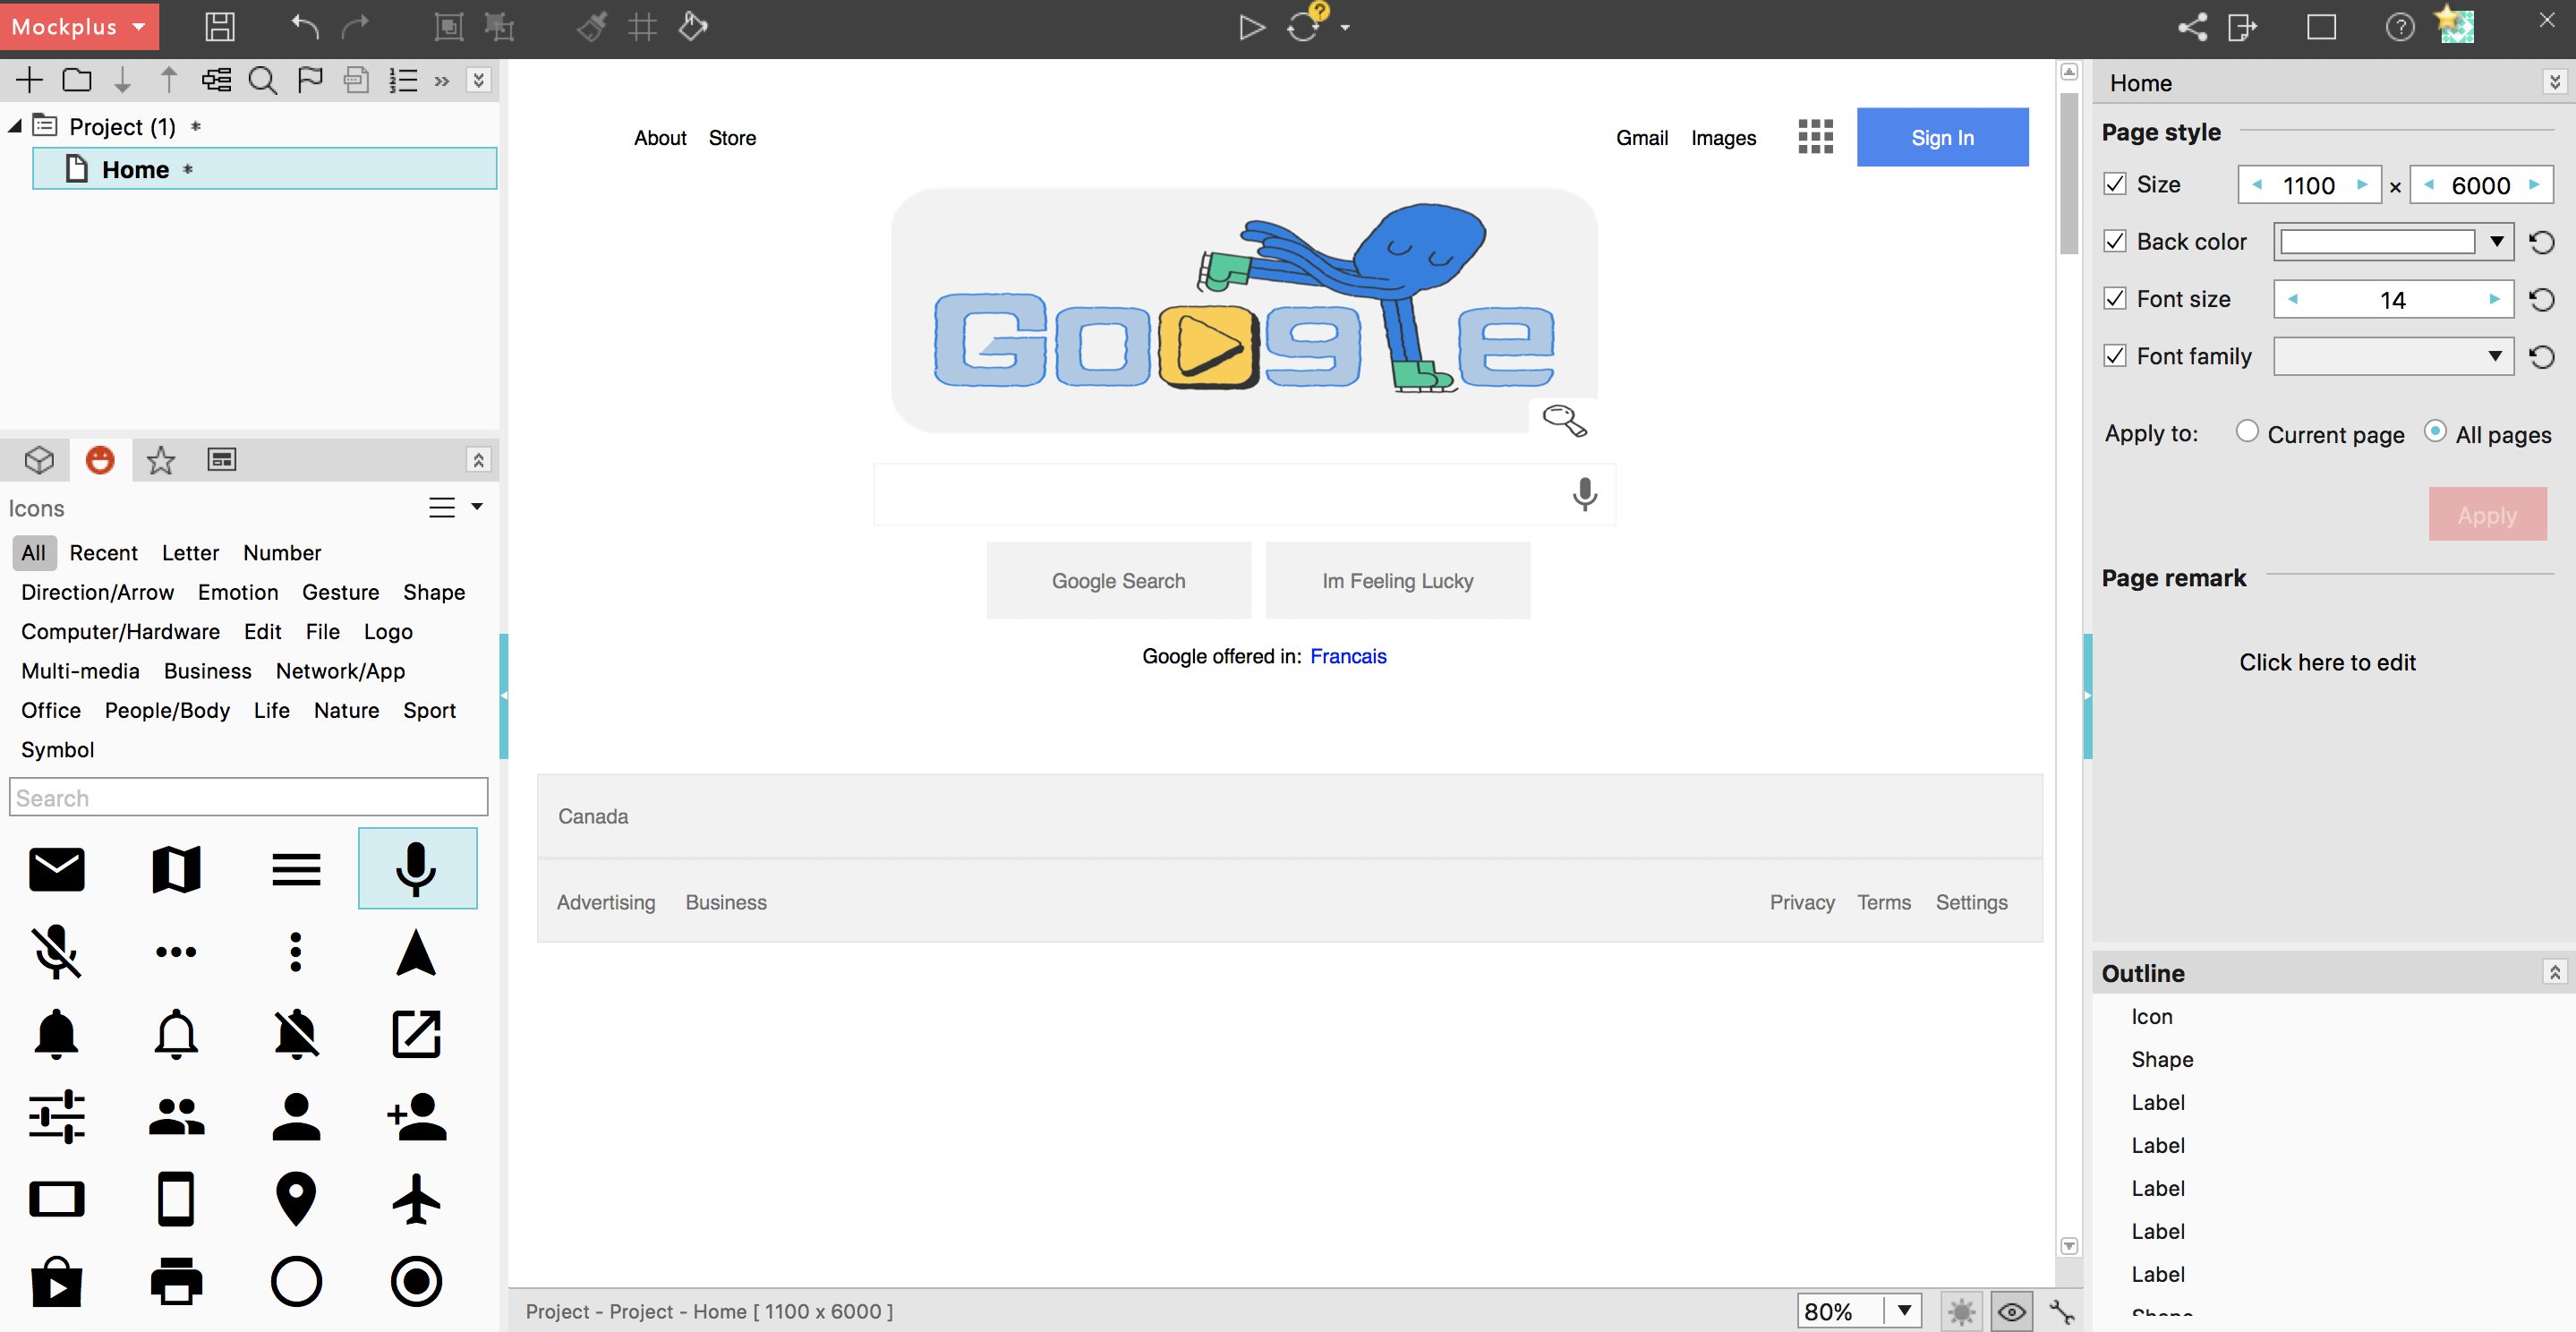 Mockplus
Project (1) *
Home *
Icons
All Recent Letter Number
Direction/Arrow Emotion Gesture Shape
Computer/Hardware Edit File Logo
Multi-media Business Network/App
Office People/Body Life Nature Sport
Symbol
Search
About Store
Gmail Images
Sign In
Google
Google Search
Im Feeling Lucky
Google offered in: Francais
Canada
Advertising Business
Privacy Terms Settings
Project - Project - Home [ 1100 x 6000 ]
80%
Home
Page style
Size 1100 × 6000
Back color
Font size 14
Font family
Apply to: Current page All pages
Apply
Page remark
Click here to edit
Outline
Icon
Shape
Label
Label
Label
Label
Label